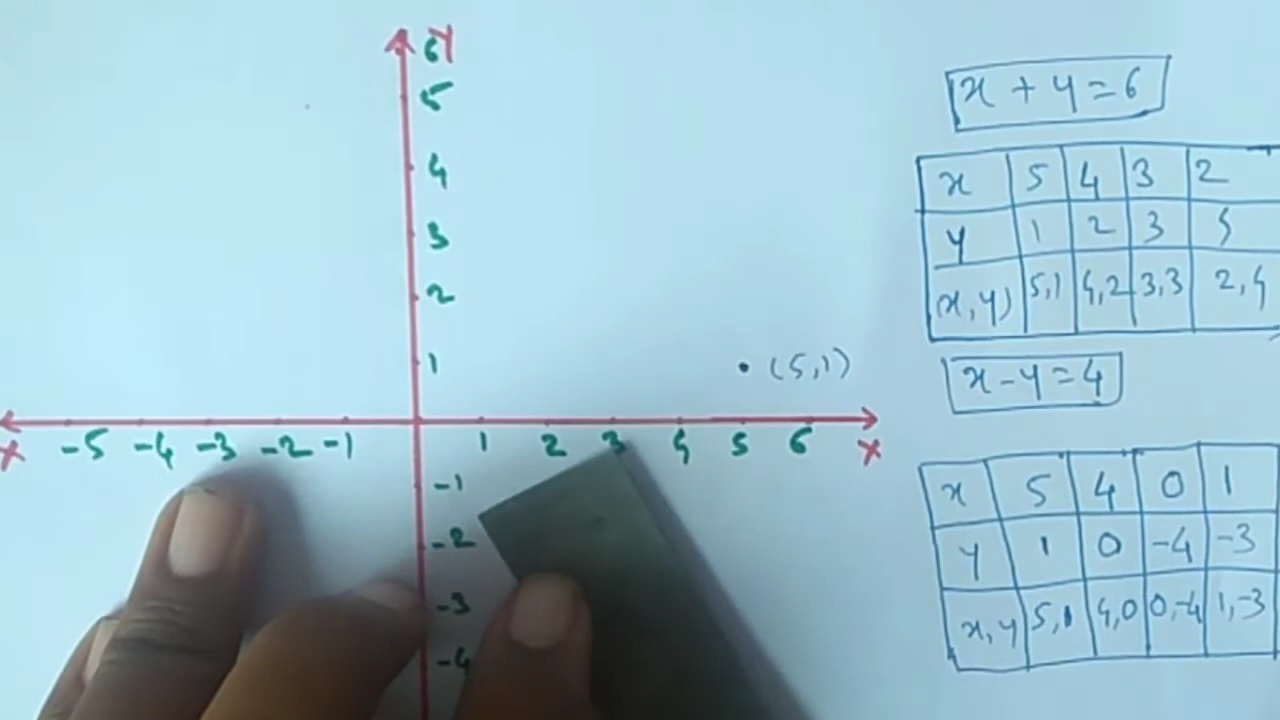 6 Y
5
4
3
2
1 (5,1)
-5 -4 -3 -2 -1 1 2 3 4 5 6
X X
-1
-2
-3
-4
x + y = 6
x 5 4 3 2
y 1 2 3 4
(x, y) 5,1 4,2 3,3 2,4
x - y = 4
x 5 4 0 1
y 1 0 -4 -3
x, y 5,1 4,0 0,-4 1,-3